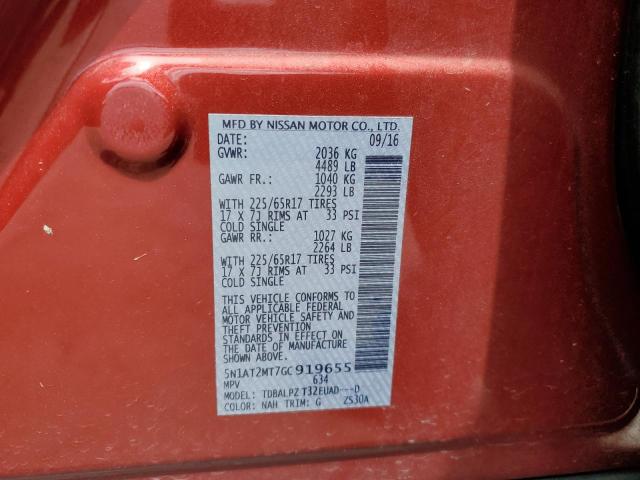 MFD BY NISSAN MOTOR CO., LTD.
DATE: 09/16
GVWR: 2036 KG
4489 LB
GAWR FR.: 1040 KG
2293 LB
WITH 225/65R17 TIRES
17 X 7J RIMS AT 33 PSI
COLD SINGLE
GAWR RR.: 1027 KG
2264 LB
WITH 225/65R17 TIRES
17 X 7J RIMS AT 33 PSI
COLD SINGLE
THIS VEHICLE CONFORMS TO
ALL APPLICABLE FEDERAL
MOTOR VEHICLE SAFETY AND
THEFT PREVENTION
STANDARDS IN EFFECT ON
THE DATE OF MANUFACTURE
SHOWN ABOVE.
5N1AT2MT7GC919655
MPV 634
MODEL: TDBALPZ T32EUAD---D
COLOR: NAH TRIM: G ZS30A